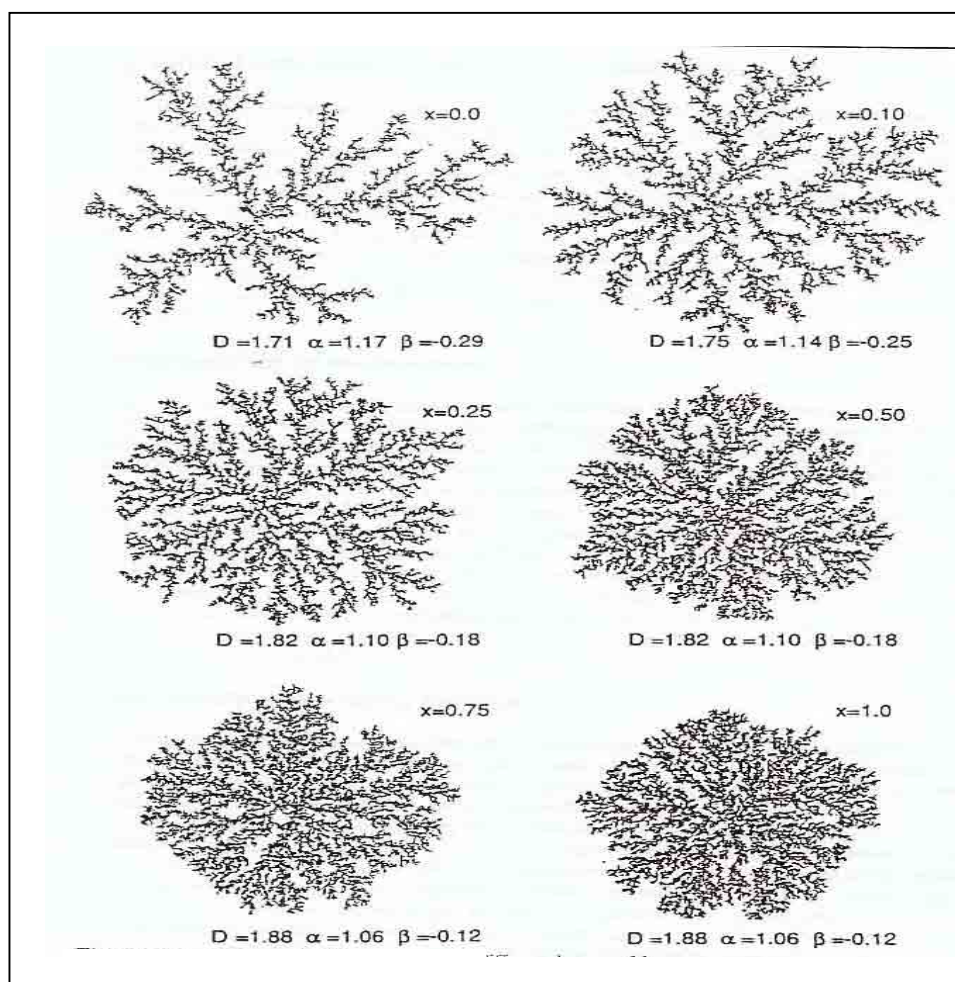 x=0.0
x=0.10
D =1.71 α=1.17 β=-0.29
D =1.75 α=1.14 β=-0.25
x=0.25
x=0.50
D =1.82 α=1.10 β=-0.18
D =1.82 α=1.10 β=-0.18
x=0.75
x=1.0
D =1.88 α=1.06 β=-0.12
D =1.88 α=1.06 β=-0.12